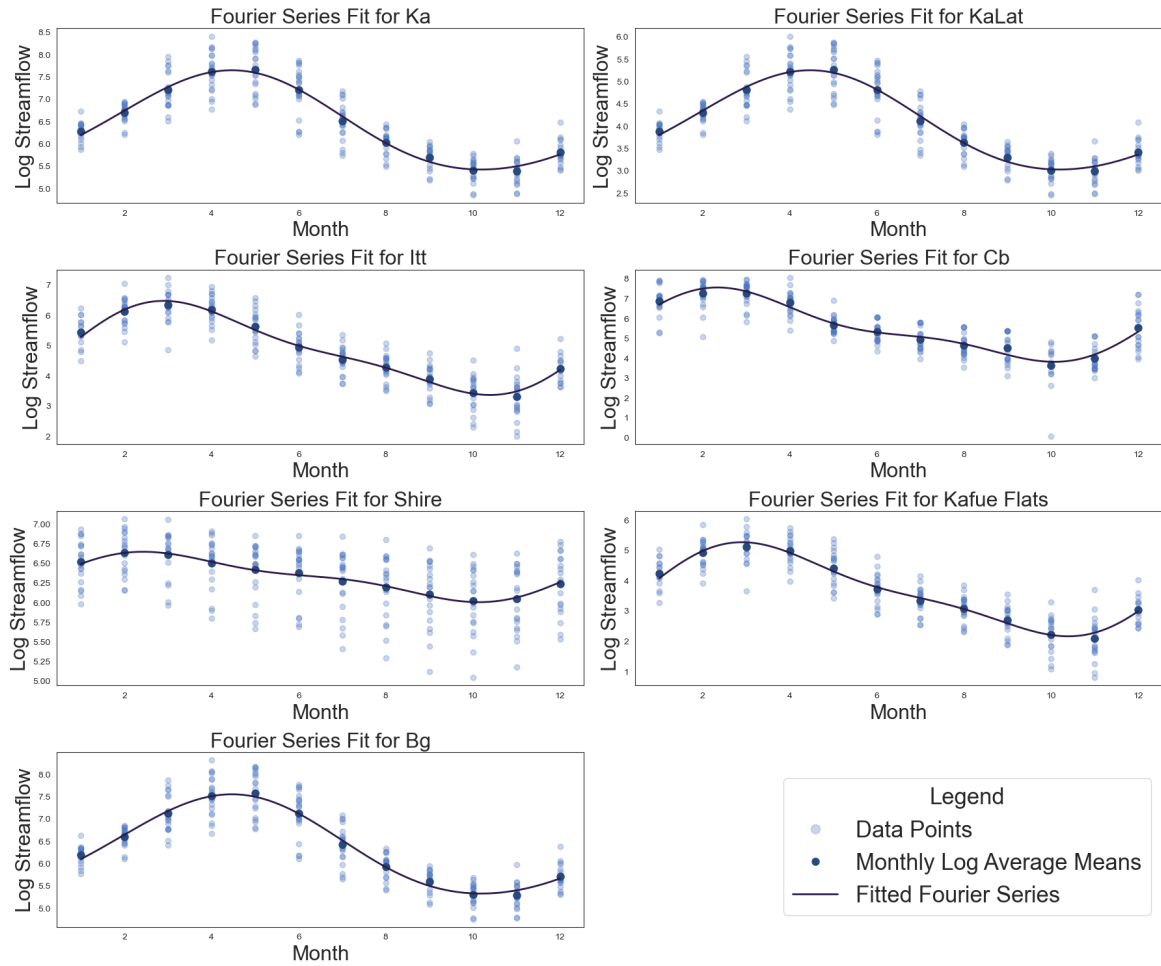 Fourier Series Fit for Ka
Log Streamflow
8.5
8.0
7.5
7.0
6.5
6.0
5.5
5.0
2 4 6 8 10 12
Month
Fourier Series Fit for KaLat
Log Streamflow
6.0
5.5
5.0
4.5
4.0
3.5
3.0
2.5
2 4 6 8 10 12
Month
Fourier Series Fit for Itt
Log Streamflow
7
6
5
4
3
2
2 4 6 8 10 12
Month
Fourier Series Fit for Cb
Log Streamflow
8
7
6
5
4
3
2
1
0
2 4 6 8 10 12
Month
Fourier Series Fit for Shire
Log Streamflow
7.00
6.75
6.50
6.25
6.00
5.75
5.50
5.25
5.00
2 4 6 8 10 12
Month
Fourier Series Fit for Kafue Flats
Log Streamflow
6
5
4
3
2
1
2 4 6 8 10 12
Month
Fourier Series Fit for Bg
Log Streamflow
8.0
7.5
7.0
6.5
6.0
5.5
5.0
2 4 6 8 10 12
Month
Legend
Data Points
Monthly Log Average Means
Fitted Fourier Series